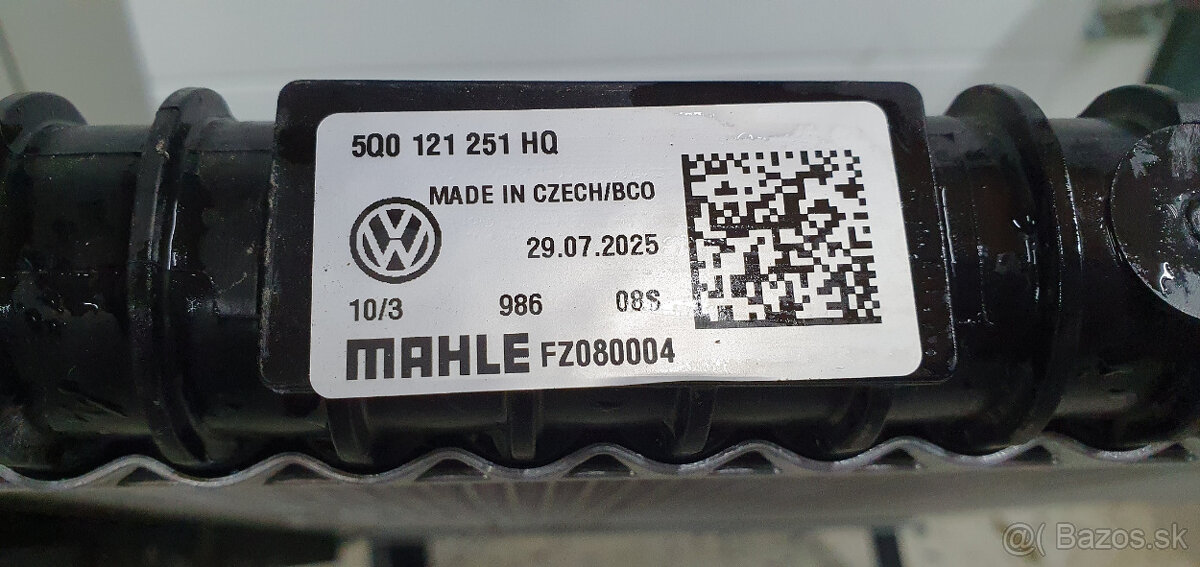 5Q0 121 251 HQ
MADE IN CZECH/BCO
29.07.2025
10/3 986 08S
MAHLE FZ080004
@( Bazos.sk